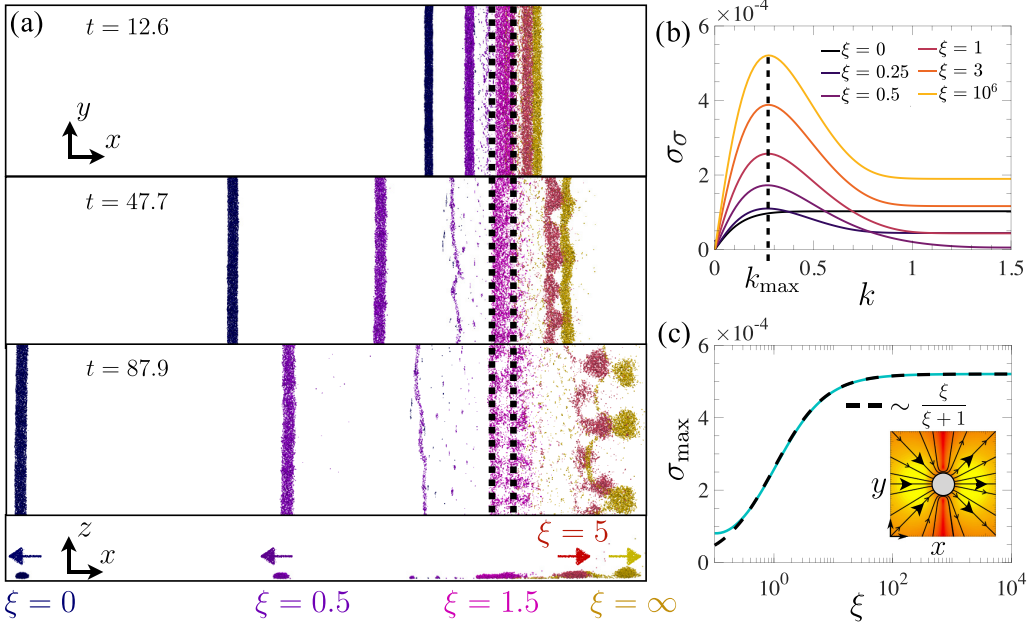 (a)
t = 12.6
y
x
t = 47.7
t = 87.9
z
x
ξ = 5
ξ = 0
ξ = 0.5
ξ = 1.5
ξ = ∞
(b)
×10⁻⁴
6
4
2
0
σσ
ξ = 0
ξ = 0.25
ξ = 0.5
ξ = 1
ξ = 3
ξ = 10⁶
0
k_max
0.5
1
1.5
k
(c)
×10⁻⁴
6
4
2
0
σ_max
∼ ξ/(ξ+1)
y
x
10⁰
10²
10⁴
ξ